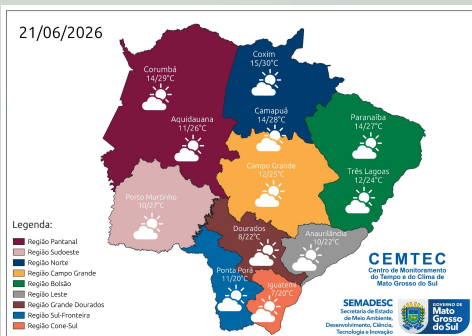 21/06/2026
Coxim
15/30°C
Corumbá
14/29°C
Camapuã
14/28°C
Paranaíba
14/27°C
Aquidauana
11/26°C
Campo Grande
12/25°C
Três Lagoas
12/24°C
Porto Murtinho
10/27°C
Dourados
8/22°C
Anaurilândia
10/22°C
Ponta Porã
11/20°C
Iguatemi
7/20°C
Legenda:
Região Pantanal
Região Sudoeste
Região Norte
Região Campo Grande
Região Bolsão
Região Leste
Região Grande Dourados
Região Sul-Fronteira
Região Cone-Sul
CEMTEC
Centro de Monitoramento
do Tempo e do Clima de
Mato Grosso do Sul
SEMADESC
Secretaria de Estado
de Meio Ambiente,
Desenvolvimento, Ciência,
Tecnologia e Inovação
GOVERNO DE
Mato
Grosso
do Sul